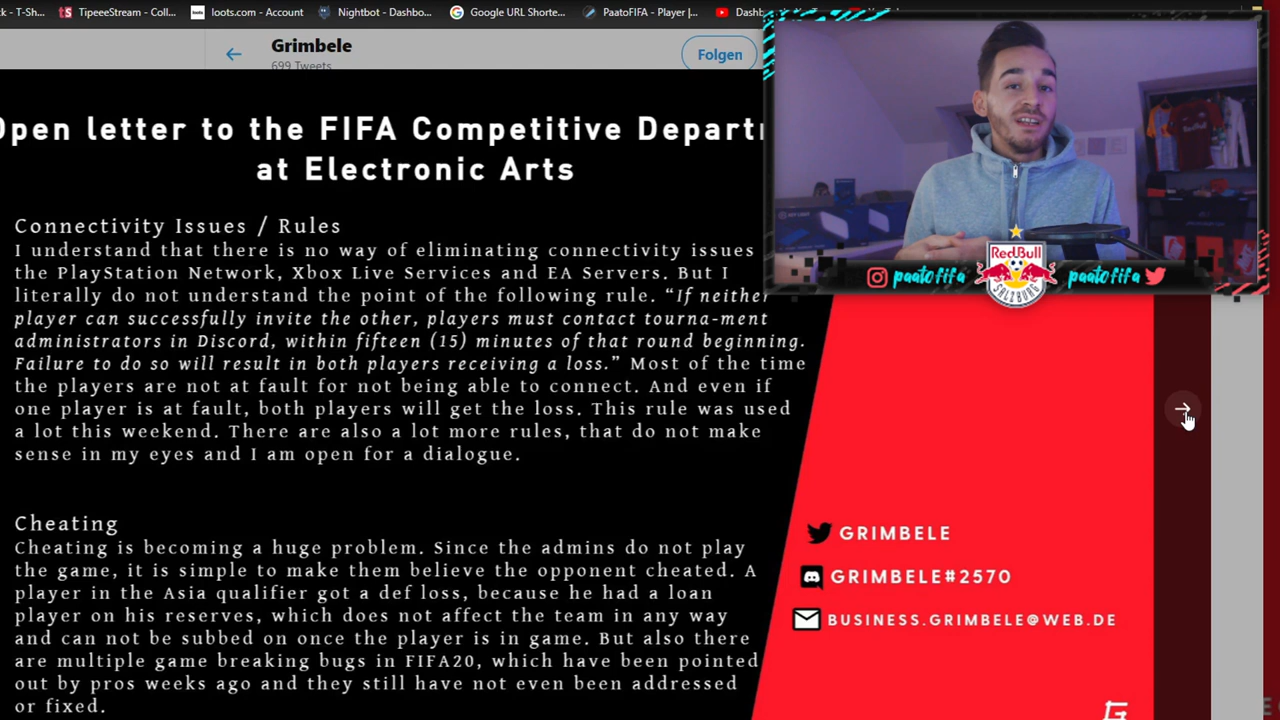 k - T-Sh...
TipeeeStream - Coll...
loots.com - Account
Nightbot - Dashbo...
Google URL Shorte...
PaatoFIFA - Player |...
Grimbele
699 Tweets
Folgen
Open letter to the FIFA Competitive Departm
at Electronic Arts
Connectivity Issues / Rules
I understand that there is n way of eliminating connectivity issues
the PlayStation Network, Xbox Live Services and EA Servers. But I
literally do not understand the point of the following rule. “If neither
player can successfully invite the other, players must contact tourna-ment
administrators in Discord, within fifteen (15) minutes of that round beginning.
Failure to do so will result in both players receiving a loss.” Most of the time
the players are not at fault for not being able to connect. And even if
one player is at fault, both players will get the loss. This rule was used
a lot this weekend. There are also a lot more rules, that do not make
sense in my eyes and I am open for a dialogue.
Cheating
Cheating is becoming a huge problem. Since the admins do not play
the game, it is simple to make them believe the opponent cheated. A
player in the Asia qualifier got a def loss, because he had a loan
player on his reserves, which does not affect the team in any way
and can not be subbed on once the player is in game. But also there
are multiple game breaking bugs in FIFA20, which have been pointed
out by pros weeks ago and they still have not even been addressed
or fixed.
paatofifa
RedBull
SALZBURG
paatofifa
GRIMBELE
GRIMBELE#2570
BUSINESS.GRIMBELE@WEB.DE